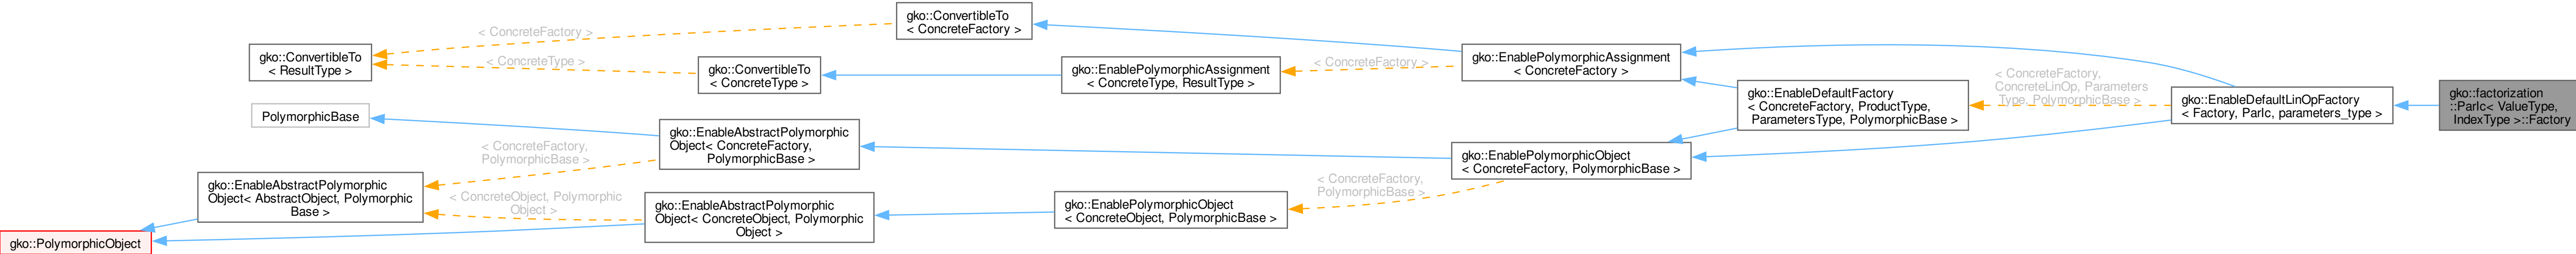 gko::ConvertibleTo
< ConcreteFactory >
< ConcreteFactory >
gko::ConvertibleTo
< ResultType >
< ConcreteType >
gko::ConvertibleTo
< ConcreteType >
gko::EnablePolymorphicAssignment
< ConcreteType, ResultType >
< ConcreteFactory >
gko::EnablePolymorphicAssignment
< ConcreteFactory >
gko::EnableDefaultFactory
< ConcreteFactory, ProductType,
ParametersType, PolymorphicBase >
< ConcreteFactory,
ConcreteLinOp, Parameters
Type, PolymorphicBase >
gko::EnableDefaultLinOpFactory
< Factory, ParIc, parameters_type >
gko::factorization
::ParIc< ValueType,
IndexType >::Factory
PolymorphicBase
gko::EnableAbstractPolymorphic
Object< ConcreteFactory,
PolymorphicBase >
< ConcreteFactory,
PolymorphicBase >
gko::EnablePolymorphicObject
< ConcreteFactory, PolymorphicBase >
gko::EnableAbstractPolymorphic
Object< AbstractObject, Polymorphic
Base >
< ConcreteObject, Polymorphic
Object >
gko::EnableAbstractPolymorphic
Object< ConcreteObject, Polymorphic
Object >
gko::EnablePolymorphicObject
< ConcreteObject, PolymorphicBase >
< ConcreteFactory,
PolymorphicBase >
gko::PolymorphicObject